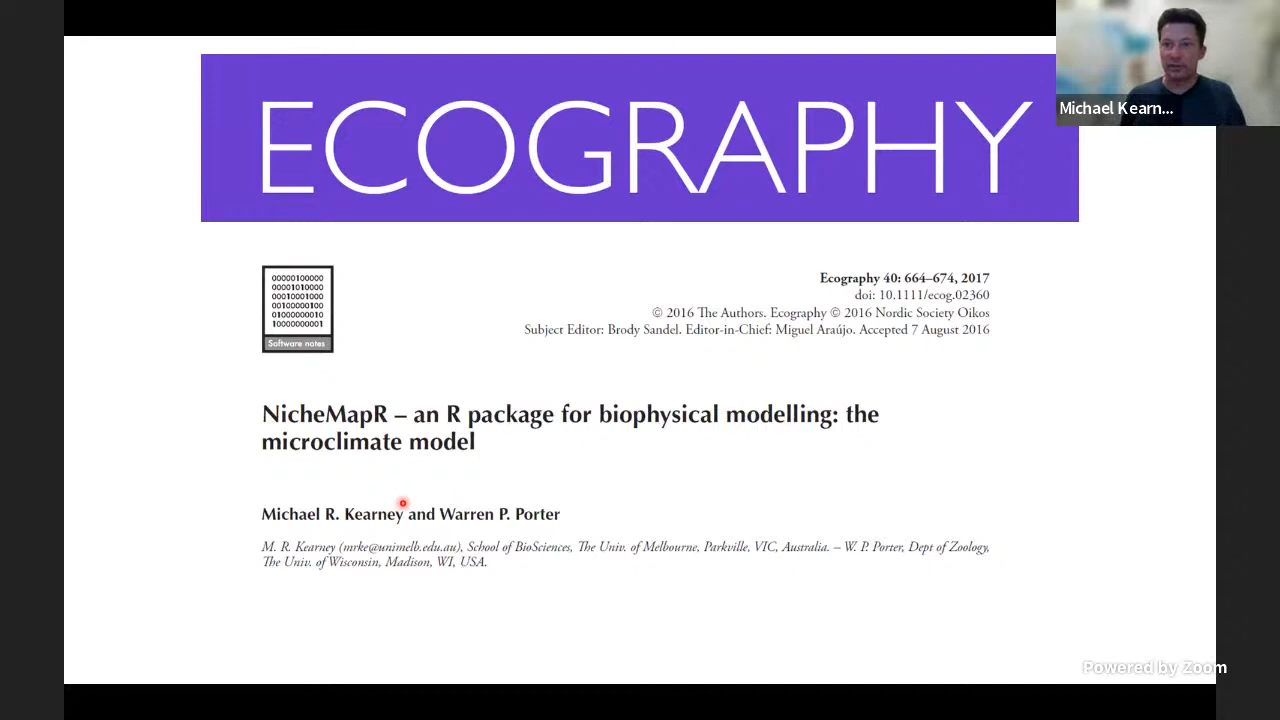 ECOGRAPHY
Michael Kearn...
00000100000
00001010000
00010001000
00100000100
01000000010
10000000001
Software notes
Ecography 40: 664–674, 2017
doi: 10.1111/ecog.02360
© 2016 The Authors. Ecography © 2016 Nordic Society Oikos
Subject Editor: Brody Sandel. Editor-in-Chief: Miguel Araújo. Accepted 7 August 2016
NicheMapR – an R package for biophysical modelling: the
microclimate model
Michael R. Kearney and Warren P. Porter
M. R. Kearney (mrke@unimelb.edu.au), School of BioSciences, The Univ. of Melbourne, Parkville, VIC, Australia. – W. P. Porter, Dept of Zoology,
The Univ. of Wisconsin, Madison, WI, USA.
Powered by Zoom